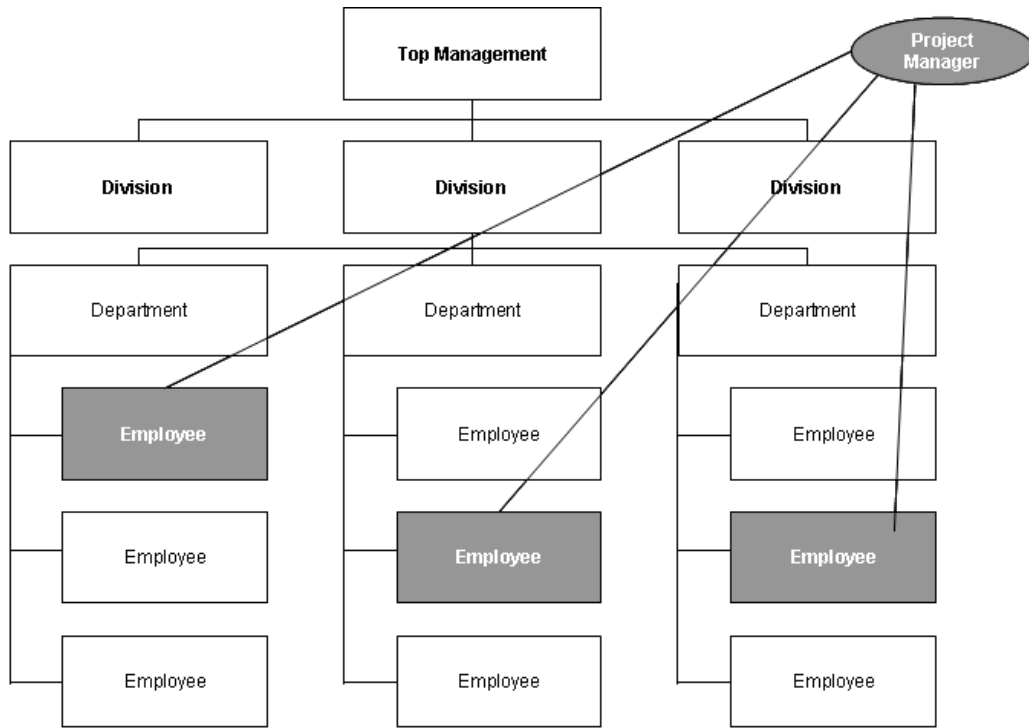 Top Management
Project
Manager
Division
Division
Division
Department
Department
Department
Employee
Employee
Employee
Employee
Employee
Employee
Employee
Employee
Employee